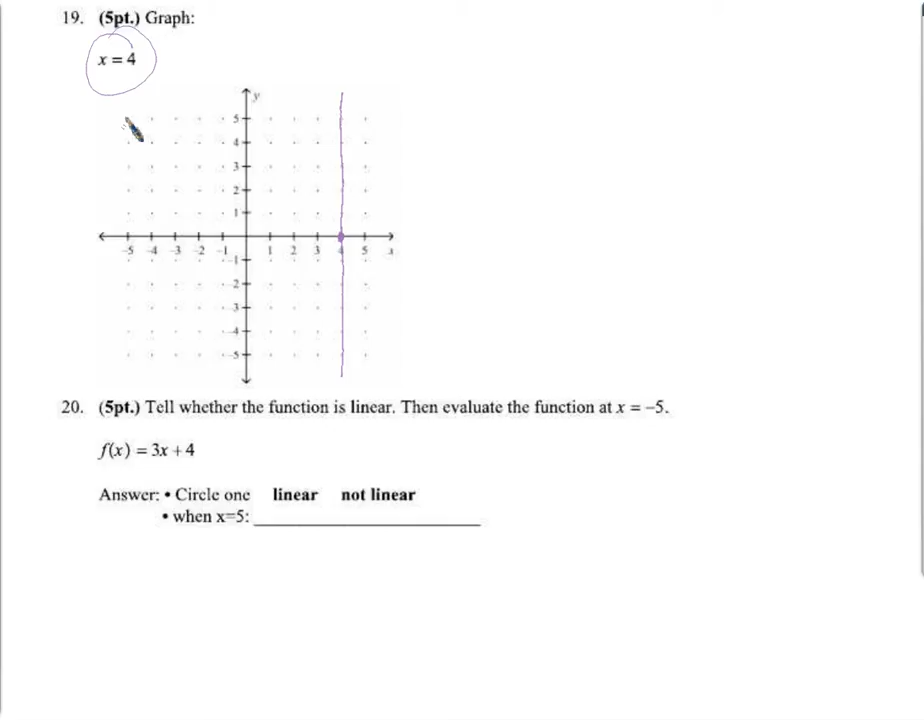 19. (5pt.) Graph:
x = 4
y
5
4
3
2
1
-5 -4 -3 -2 -1 1 2 3 4 5
-1
-2
-3
-4
-5
20. (5pt.) Tell whether the function is linear. Then evaluate the function at x = –5.
f(x) = 3x + 4
Answer: • Circle one linear not linear
• when x=5: ____________________